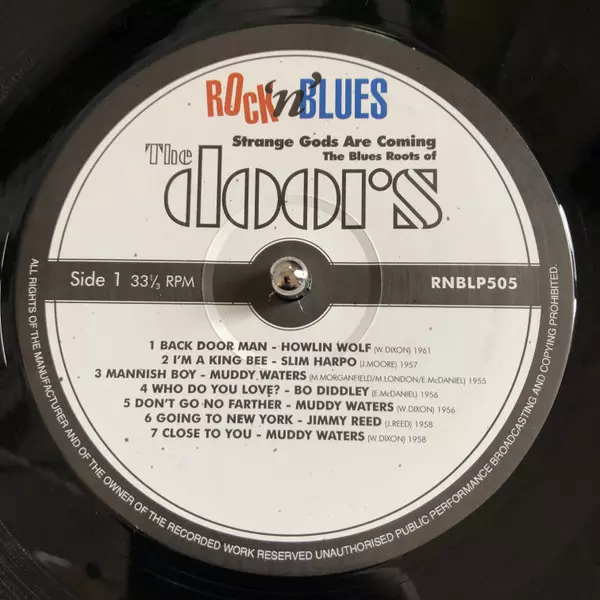 ROCK'n'BLUES
Strange Gods Are Coming
The Blues Roots of
The doors
Side 1 33⅓ RPM
RNBLP505
1 BACK DOOR MAN - HOWLIN WOLF (W.DIXON) 1961
2 I'M A KING BEE - SLIM HARPO (J.MOORE) 1957
3 MANNISH BOY - MUDDY WATERS (M.MORGANFIELD/M.LONDON/E.McDANIEL) 1955
4 WHO DO YOU LOVE? - BO DIDDLEY (E.McDANIEL) 1956
5 DON'T GO NO FARTHER - MUDDY WATERS (W.DIXON) 1956
6 GOING TO NEW YORK - JIMMY REED (J.REED) 1958
7 CLOSE TO YOU - MUDDY WATERS (W.DIXON) 1958
ALL RIGHTS OF THE MANUFACTURER AND OF THE OWNER OF THE RECORDED WORK RESERVED UNAUTHORISED PUBLIC PERFORMANCE BROADCASTING AND COPYING PROHIBITED.